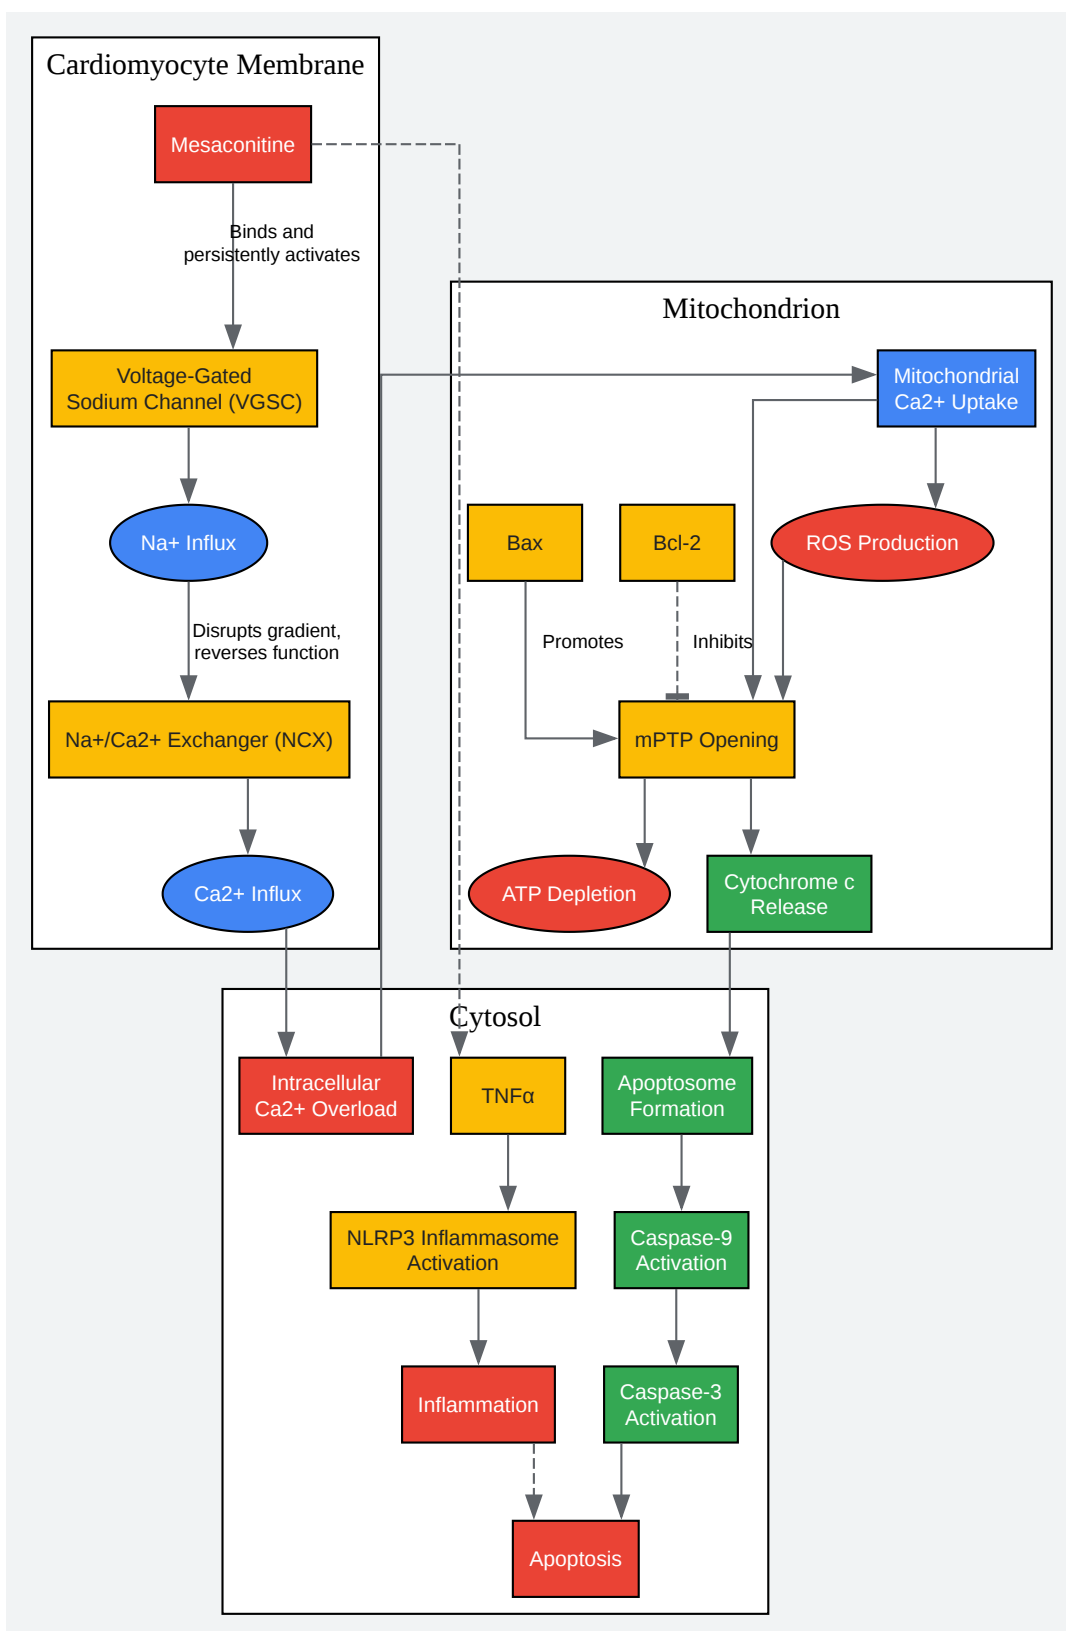 Cardiomyocyte Membrane
Mesaconitine
Binds and
persistently activates
Voltage-Gated
Sodium Channel (VGSC)
Na+ Influx
Disrupts gradient,
reverses function
Na+/Ca2+ Exchanger (NCX)
Ca2+ Influx
Mitochondrion
Mitochondrial
Ca2+ Uptake
Bax
Bcl-2
ROS Production
Promotes
Inhibits
mPTP Opening
ATP Depletion
Cytochrome c
Release
Cytosol
Intracellular
Ca2+ Overload
TNFα
Apoptosome
Formation
NLRP3 Inflammasome
Activation
Caspase-9
Activation
Inflammation
Caspase-3
Activation
Apoptosis